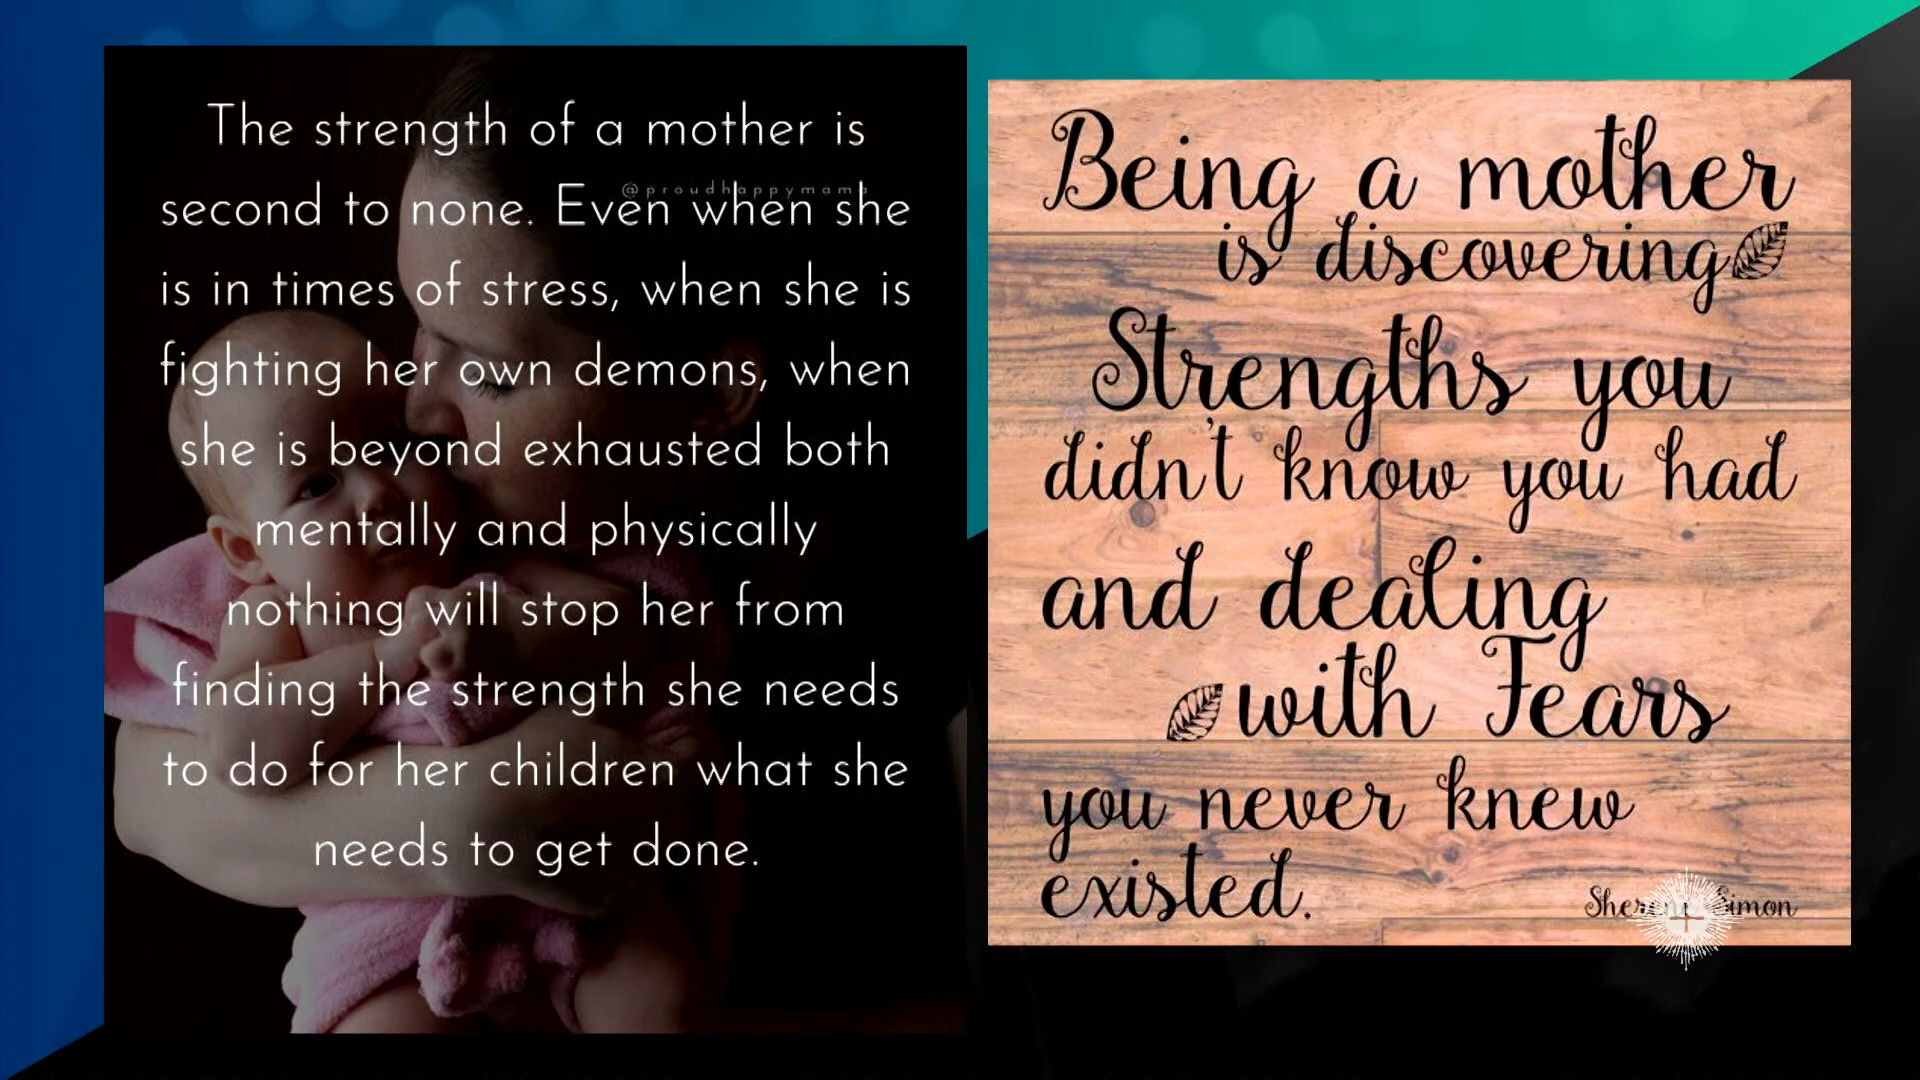 The strength of a mother is
@proudhappymama
second to none. Even when she
is in times of stress, when she is
fighting her own demons, when
she is beyond exhausted both
mentally and physically
nothing will stop her from
finding the strength she needs
to do for her children what she
needs to get done.
Being a mother
is discovering
Strengths you
didn't know you had
and dealing
with Fears
you never knew
existed.
Simon